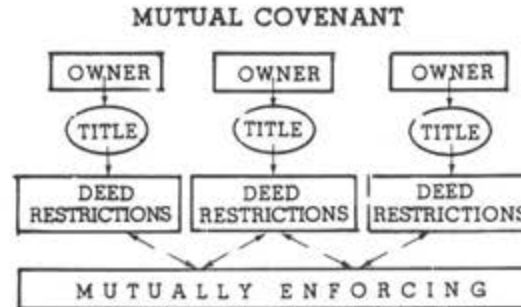 MUTUAL COVENANT
OWNER OWNER OWNER
TITLE TITLE TITLE
DEED DEED DEED
RESTRICTIONS RESTRICTIONS RESTRICTIONS
MUTUALLY ENFORCING